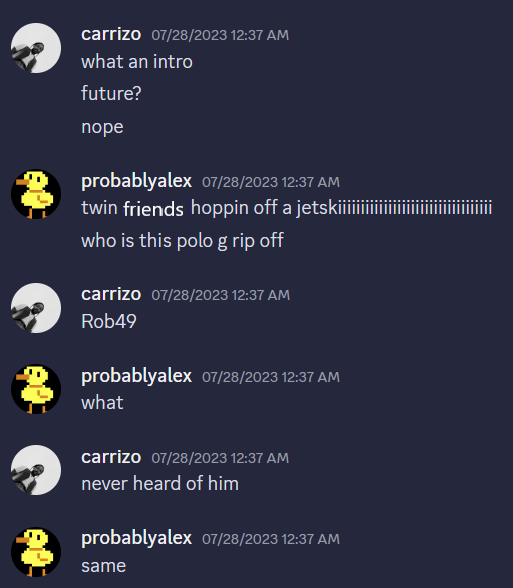 carrizo 07/28/2023 12:37 AM
what an intro
future?
nope
probablyalex 07/28/2023 12:37 AM
twin friends hoppin off a jetskiiiiiiiiiiiiiiiiiiiiiiiiiiiiiiiiii
who is this polo g rip off
carrizo 07/28/2023 12:37 AM
Rob49
probablyalex 07/28/2023 12:37 AM
what
carrizo 07/28/2023 12:37 AM
never heard of him
probablyalex 07/28/2023 12:37 AM
same